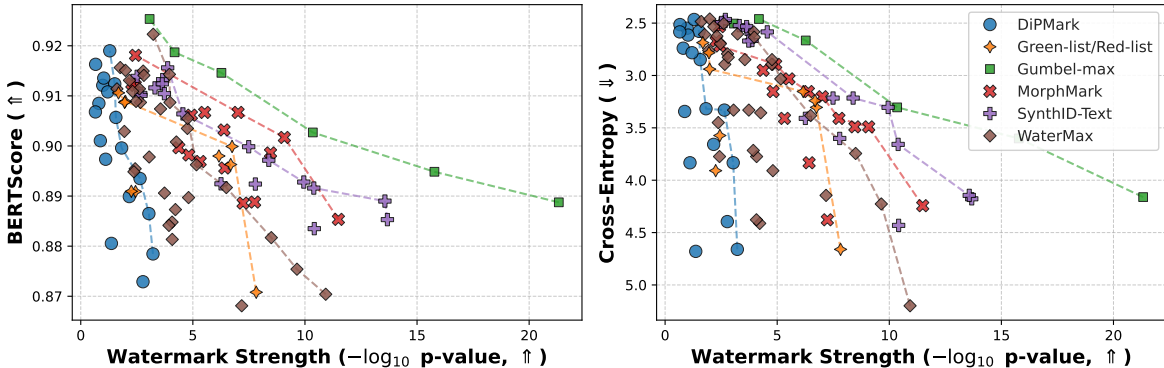 BERTScore (⇑)
0.92
0.91
0.90
0.89
0.88
0.87
0
5
10
15
20
Watermark Strength (−log₁₀ p-value, ⇑)
Cross-Entropy (⇓)
2.5
3.0
3.5
4.0
4.5
5.0
0
5
10
15
20
Watermark Strength (−log₁₀ p-value, ⇑)
DiPMark
Green-list/Red-list
Gumbel-max
MorphMark
SynthID-Text
WaterMax